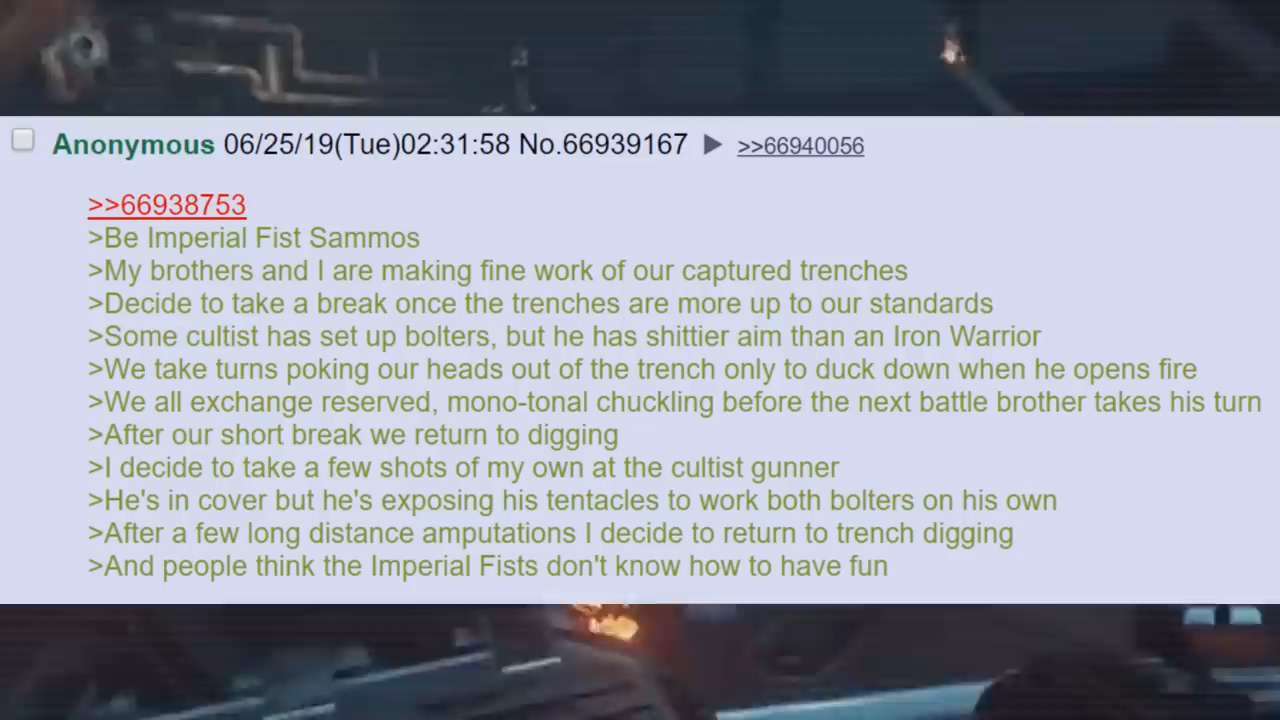 Anonymous 06/25/19(Tue)02:31:58 No.66939167 ▶ >>66940056
>>66938753
>Be Imperial Fist Sammos
>My brothers and I are making fine work of our captured trenches
>Decide to take a break once the trenches are more up to our standards
>Some cultist has set up bolters, but he has shittier aim than an Iron Warrior
>We take turns poking our heads out of the trench only to duck down when he opens fire
>We all exchange reserved, mono-tonal chuckling before the next battle brother takes his turn
>After our short break we return to digging
>I decide to take a few shots of my own at the cultist gunner
>He's in cover but he's exposing his tentacles to work both bolters on his own
>After a few long distance amputations I decide to return to trench digging
>And people think the Imperial Fists don't know how to have fun